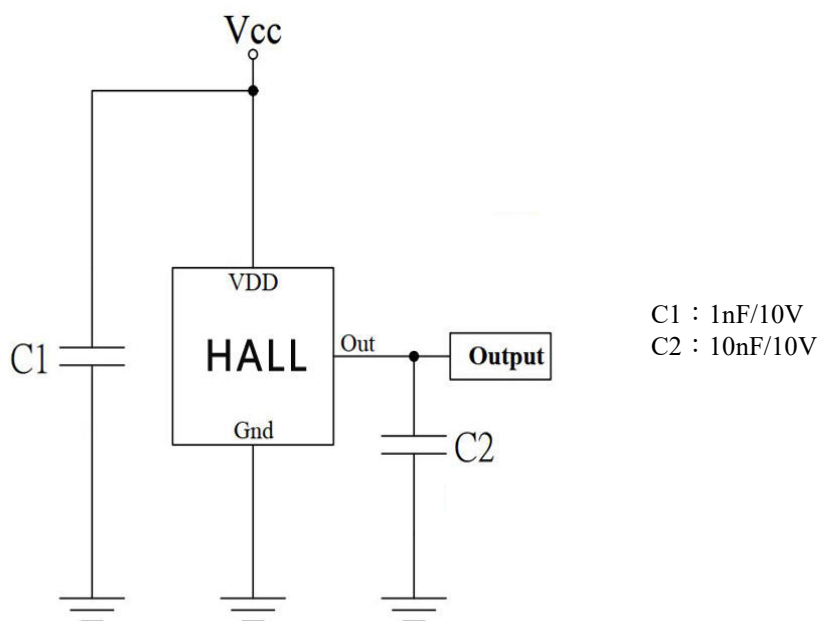 Vcc
VDD
HALL
Out
Output
Gnd
C1
C2
C1：1nF/10V
C2：10nF/10V